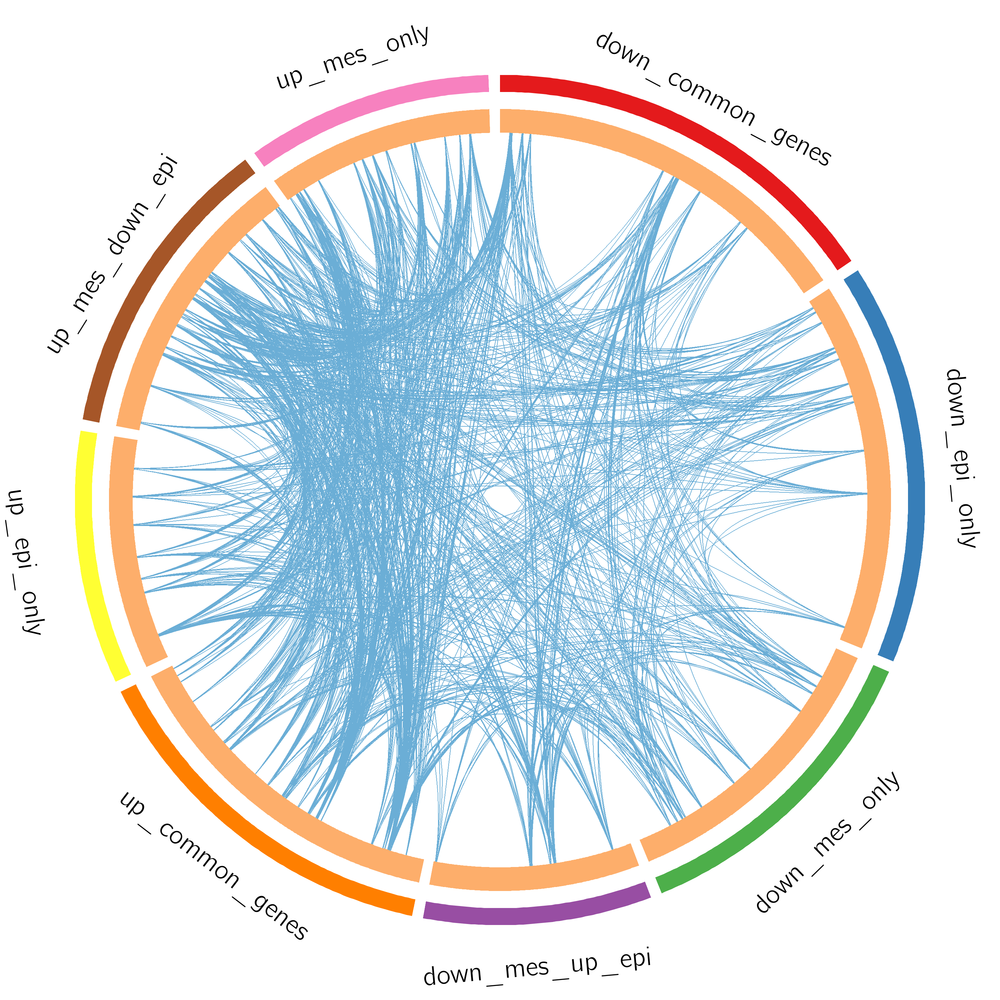 up_mes_only
down_common_genes
down_epi_only
down_mes_only
down_mes_up_epi
up_common_genes
up_epi_only
up_mes_down_epi